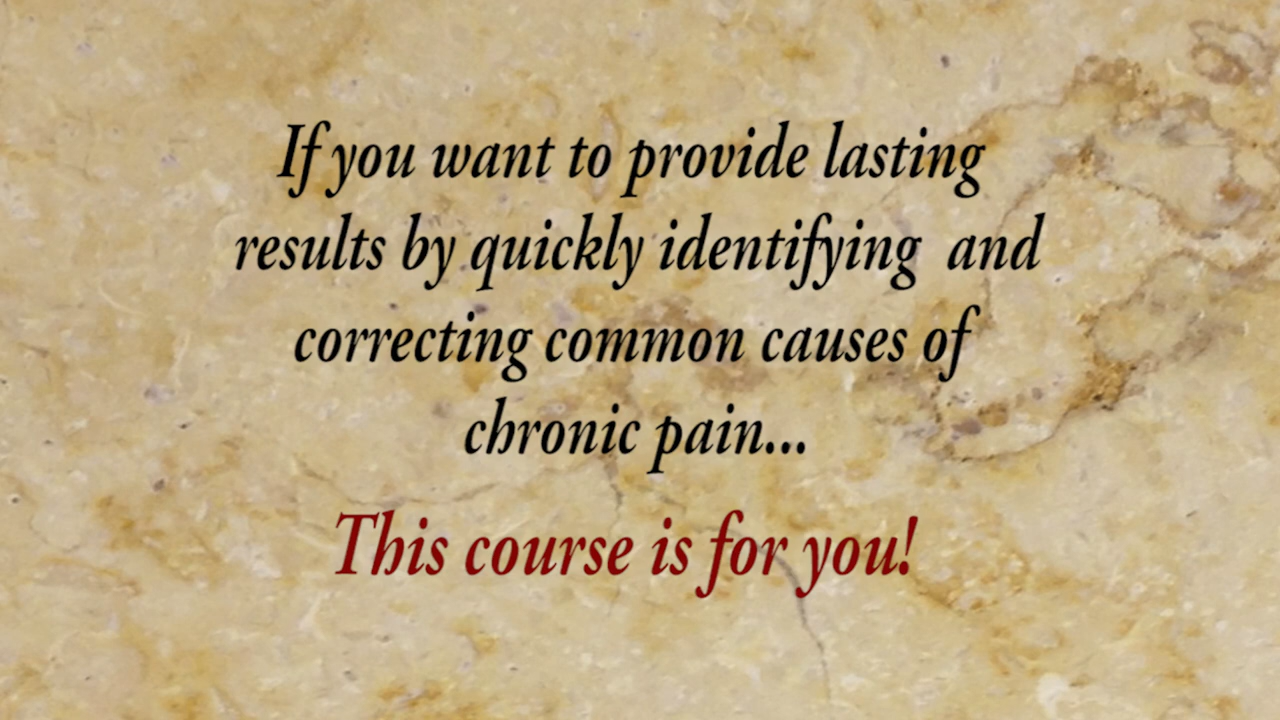 If you want to provide lasting
results by quickly identifying  and
correcting common causes of
chronic pain...
This course is for you!